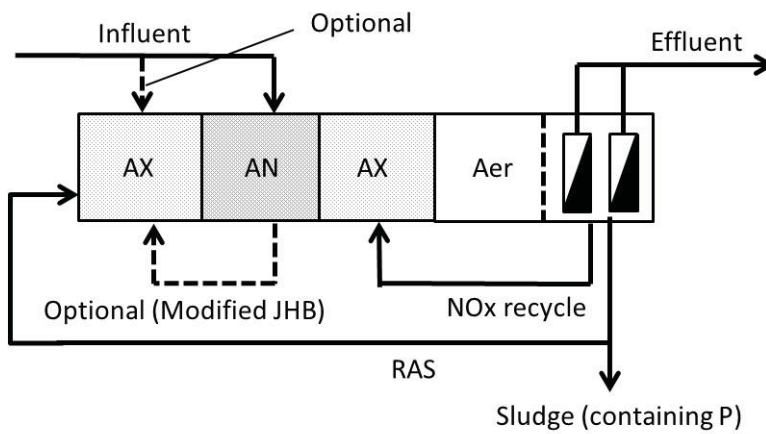 Influent
Optional
Effluent
AX
AN
AX
Aer
Optional (Modified JHB)
NOx recycle
RAS
Sludge (containing P)